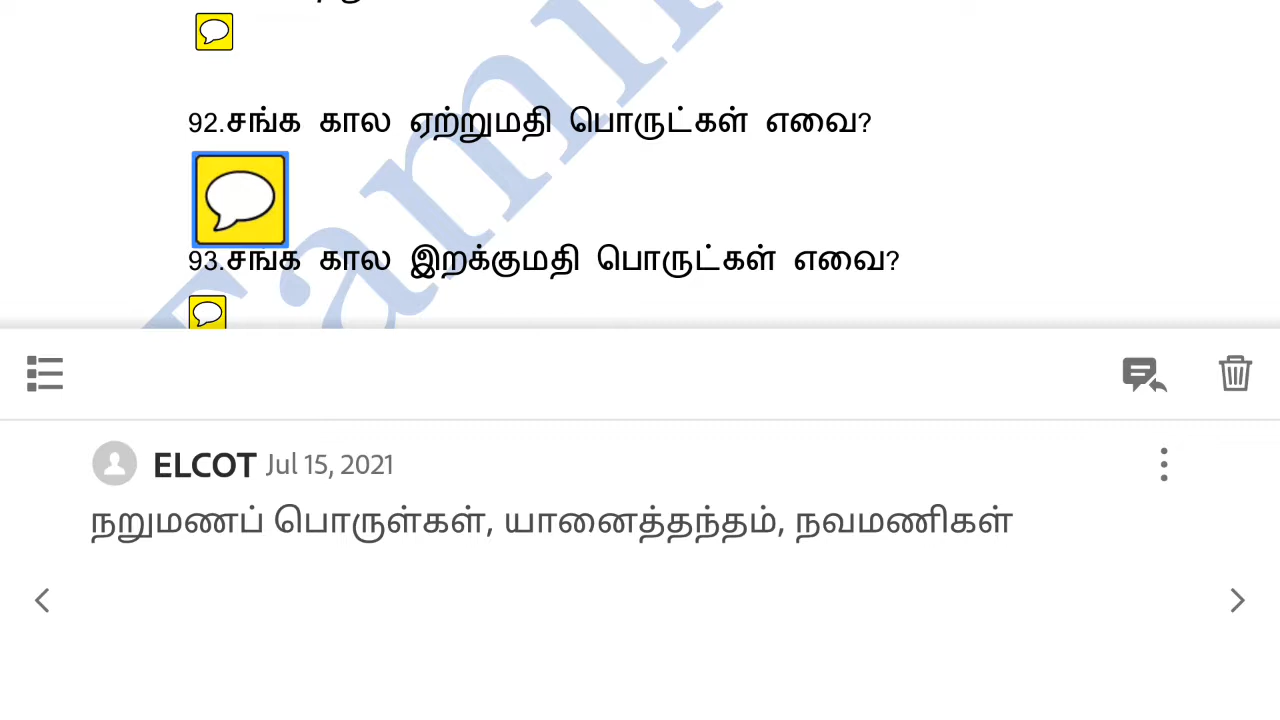 92.சங்க கால ஏற்றுமதி பொருட்கள் எவை?
93.சங்க கால இறக்குமதி பொருட்கள் எவை?
ELCOT Jul 15, 2021
நறுமணப் பொருள்கள், யானைத்தந்தம், நவமணிகள்